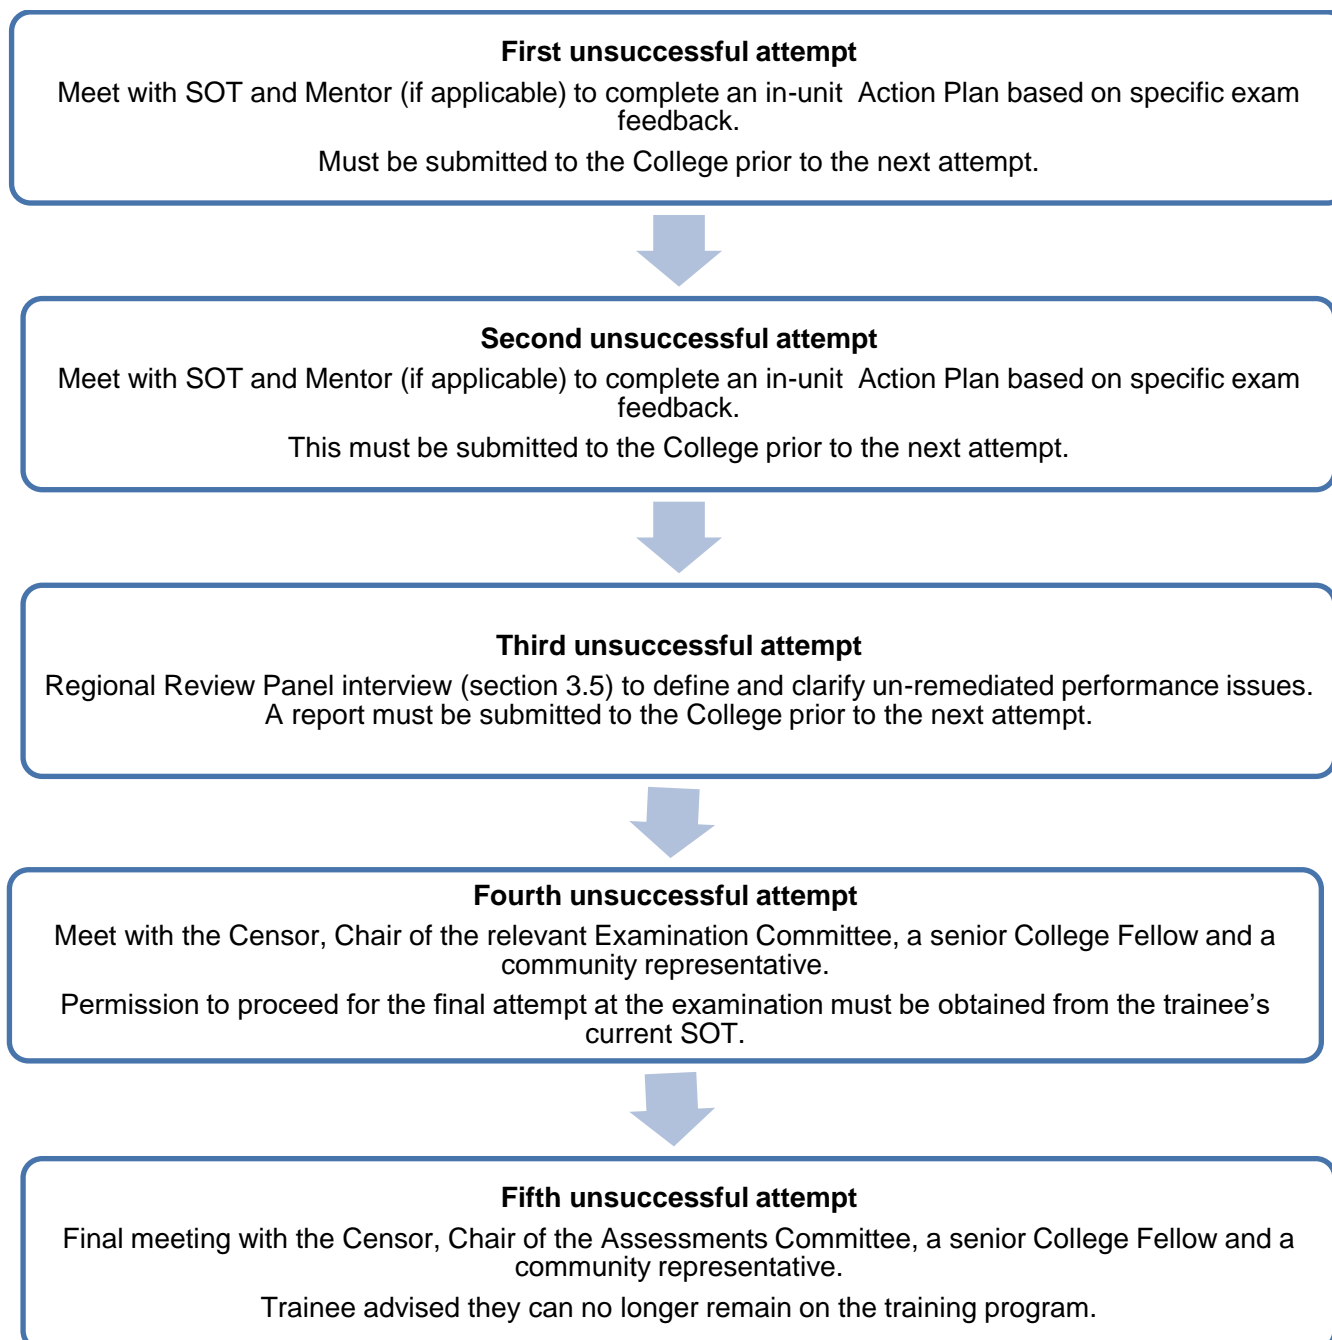 First unsuccessful attempt
Meet with SOT and Mentor (if applicable) to complete an in-unit  Action Plan based on specific exam
feedback.
Must be submitted to the College prior to the next attempt.
Second unsuccessful attempt
Meet with SOT and Mentor (if applicable) to complete an in-unit  Action Plan based on specific exam
feedback.
This must be submitted to the College prior to the next attempt.
Third unsuccessful attempt
Regional Review Panel interview (section 3.5) to define and clarify un-remediated performance issues.
A report must be submitted to the College prior to the next attempt.
Fourth unsuccessful attempt
Meet with the Censor, Chair of the relevant Examination Committee, a senior College Fellow and a
community representative.
Permission to proceed for the final attempt at the examination must be obtained from the trainee’s
current SOT.
Fifth unsuccessful attempt
Final meeting with the Censor, Chair of the Assessments Committee, a senior College Fellow and a
community representative.
Trainee advised they can no longer remain on the training program.